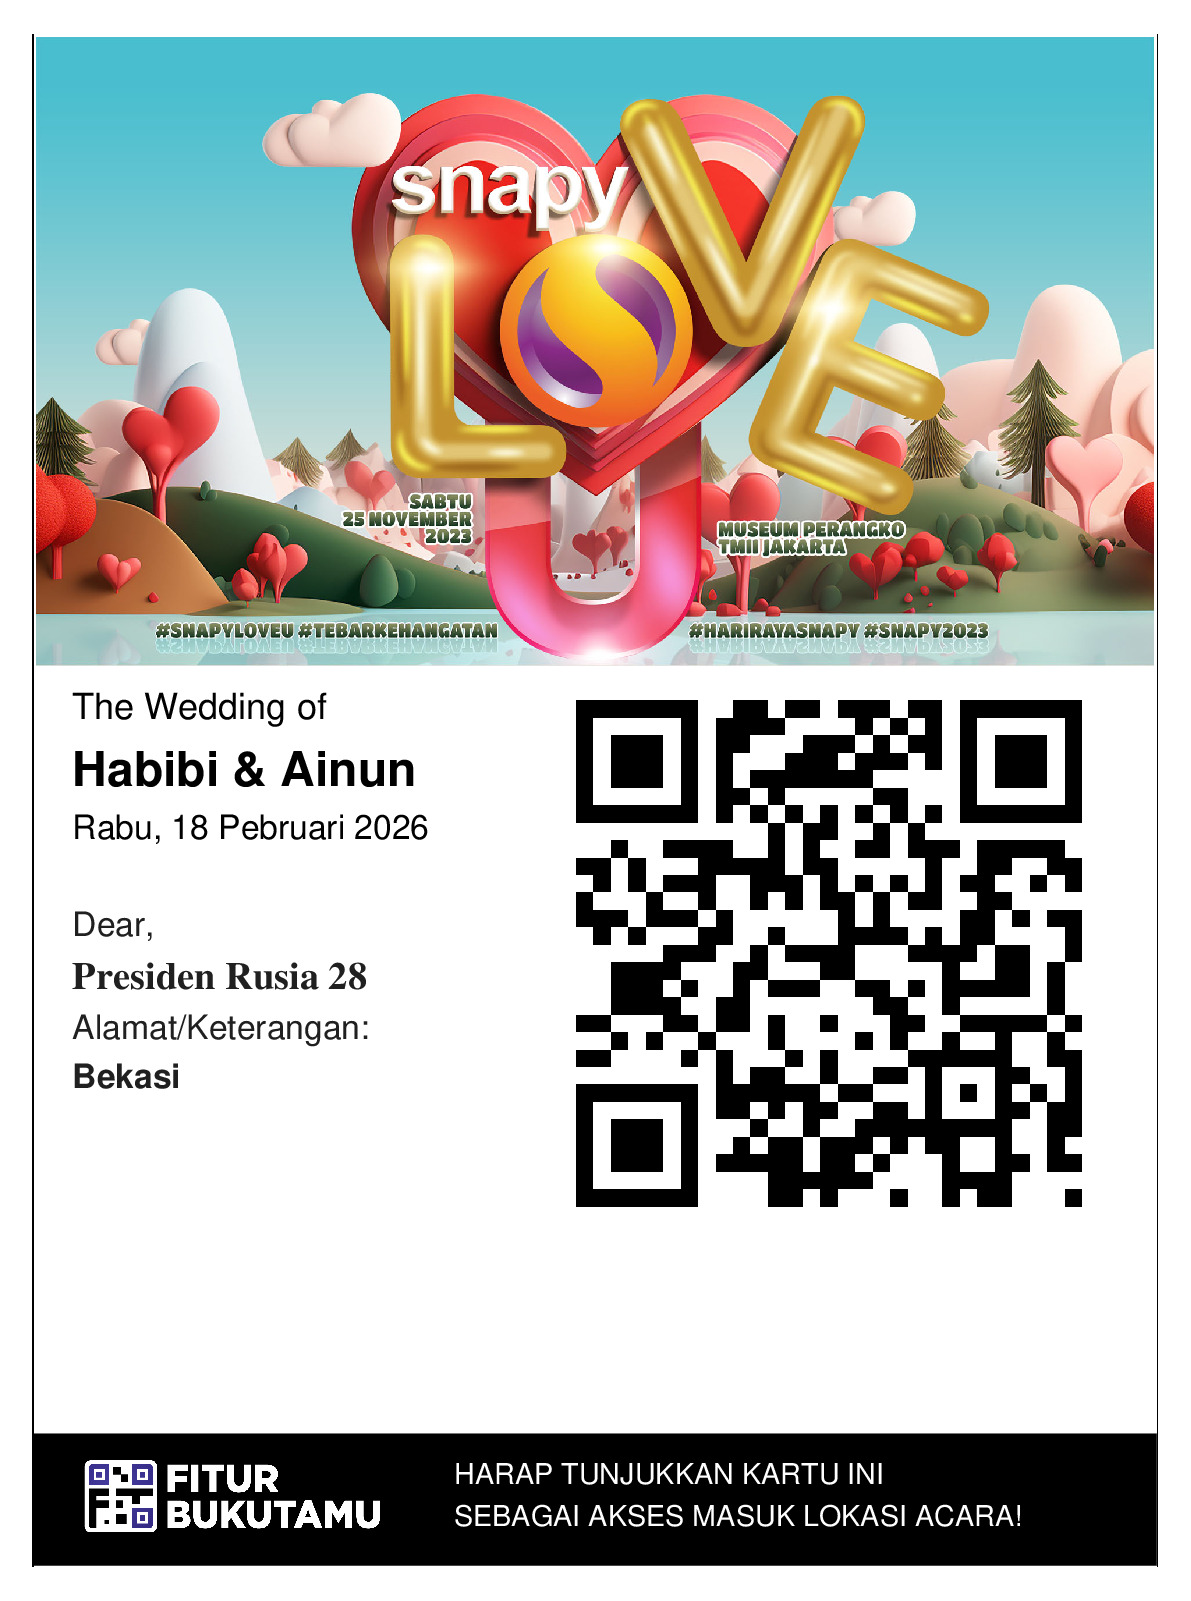 snapy
LOVE
U
SABTU
25 NOVEMBER
2023
MUSEUM PERANGKO
TMII JAKARTA
#SNAPYLOVEU #TEBARKEHANGATAN
#HARIRAYASNAPY #SNAPY2023
The Wedding of
Habibi & Ainun
Rabu, 18 Pebruari 2026
Dear,
Presiden Rusia 28
Alamat/Keterangan:
Bekasi
FITUR
BUKUTAMU
HARAP TUNJUKKAN KARTU INI
SEBAGAI AKSES MASUK LOKASI ACARA!